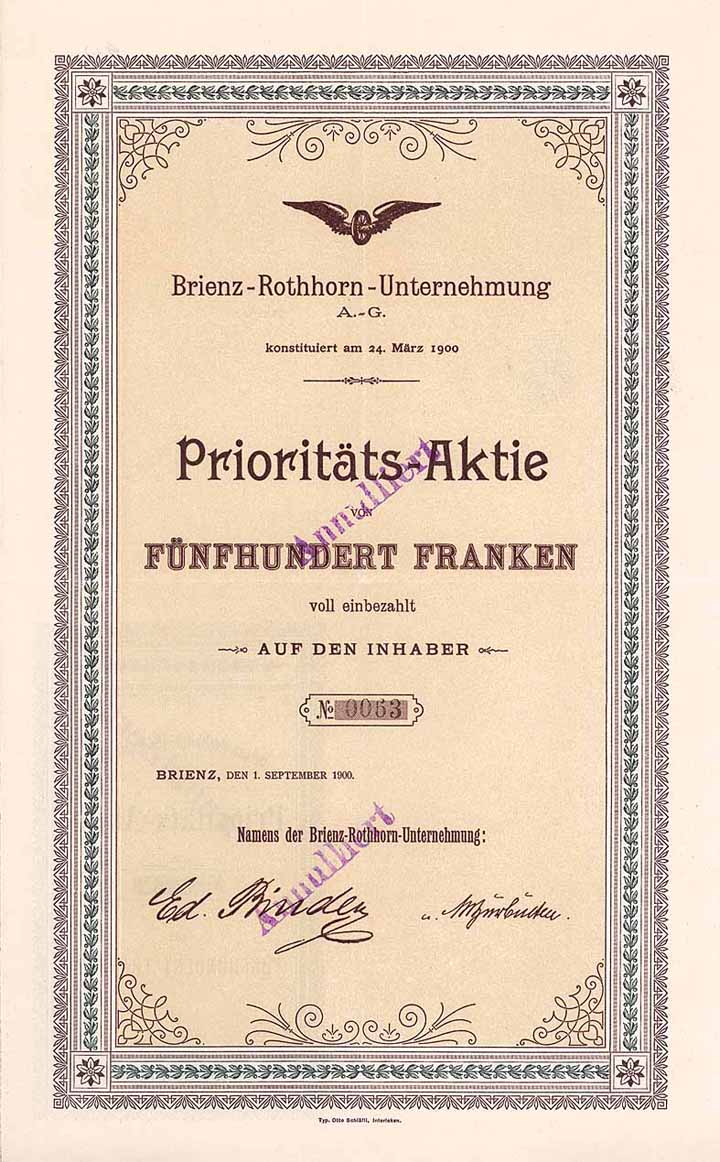 Brienz-Rothhorn-Unternehmung
A.-G.
konstituiert am 24. März 1900
Prioritäts-Aktie
VON
Annulliert
FÜNFHUNDERT FRANKEN
voll einbezahlt
AUF DEN INHABER
No 0053
BRIENZ, DEN 1. SEPTEMBER 1900.
Namens der Brienz-Rothhorn-Unternehmung:
Annulliert
Ed. Binder
Typ. Otto Schläfli, Interlaken.